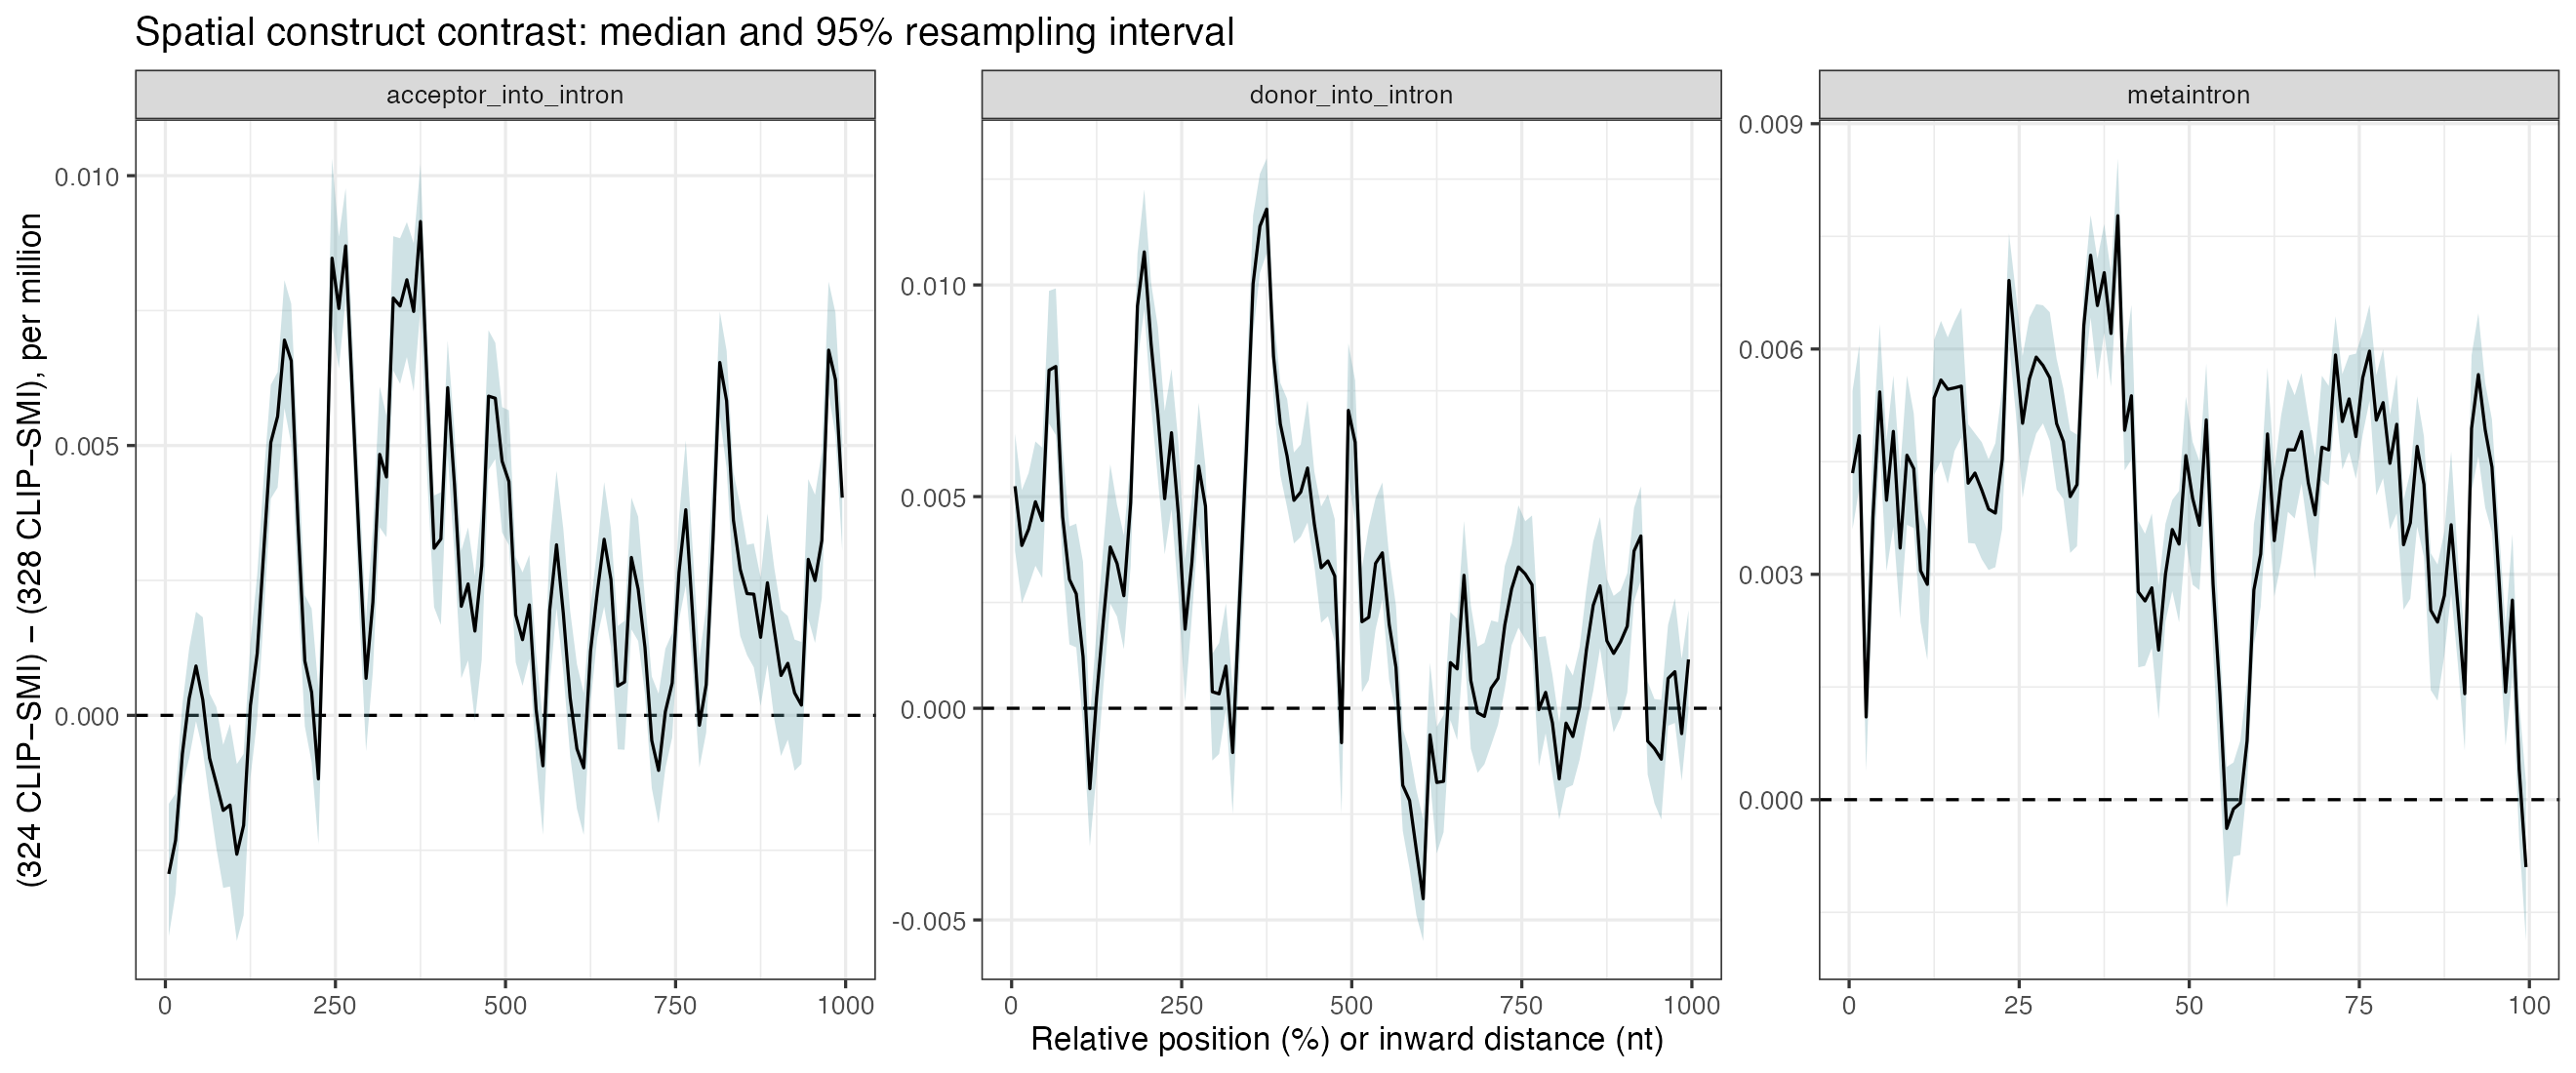 Spatial construct contrast: median and 95% resampling interval
acceptor_into_intron
donor_into_intron
metaintron
(324 CLIP−SMI) − (328 CLIP−SMI), per million
0.010
0.005
0.000
0.010
0.005
0.000
-0.005
0.009
0.006
0.003
0.000
0 250 500 750 1000
0 250 500 750 1000
0 25 50 75 100
Relative position (%) or inward distance (nt)